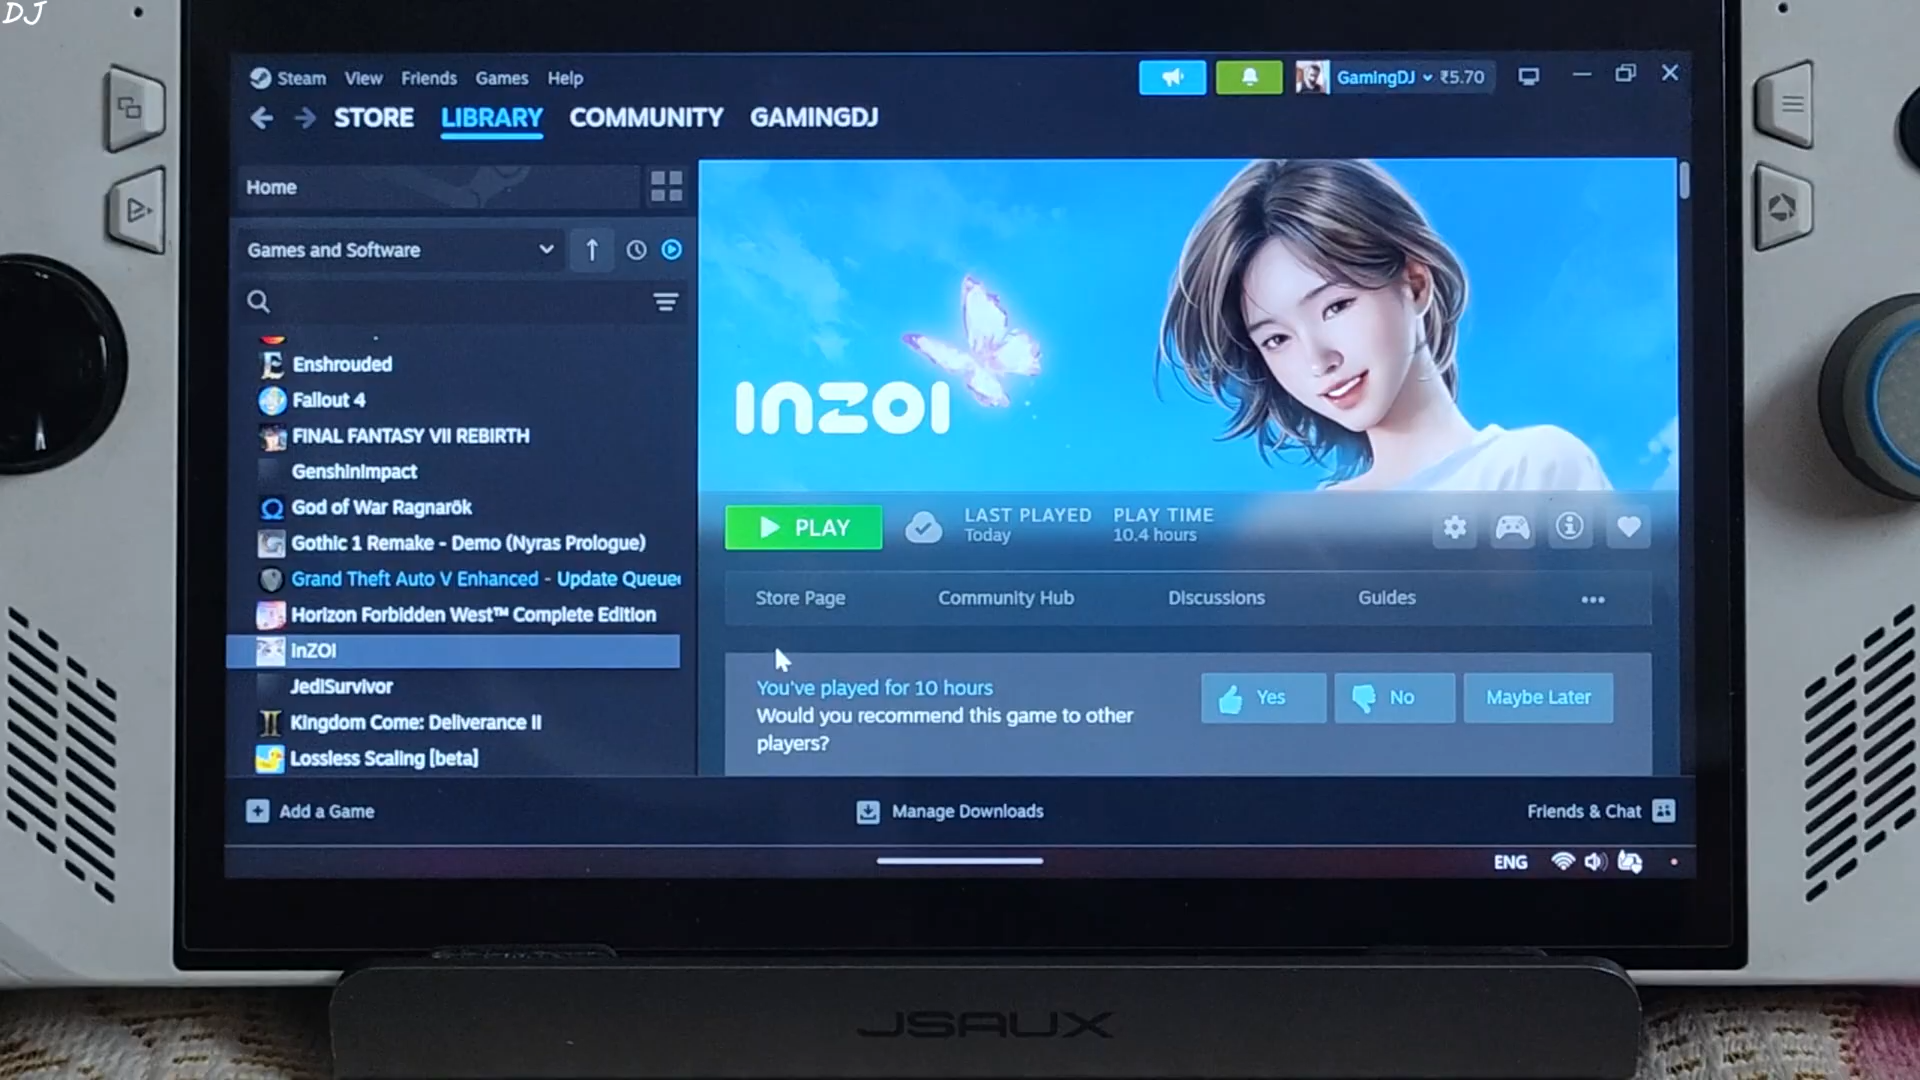 DJ
Steam View Friends Games Help
GamingDJ ₹5.70
STORE LIBRARY COMMUNITY GAMINGDJ
Home
Games and Software
Enshrouded
Fallout 4
FINAL FANTASY VII REBIRTH
GenshinImpact
God of War Ragnarök
Gothic 1 Remake - Demo (Nyras Prologue)
Grand Theft Auto V Enhanced - Update Queue
Horizon Forbidden West™ Complete Edition
inZOI
JediSurvivor
Kingdom Come: Deliverance II
Lossless Scaling [beta]
inZOI
PLAY
LAST PLAYED
Today
PLAY TIME
10.4 hours
Store Page Community Hub Discussions Guides
You've played for 10 hours
Would you recommend this game to other
players?
Yes No Maybe Later
Add a Game Manage Downloads Friends & Chat
ENG
JSAUX